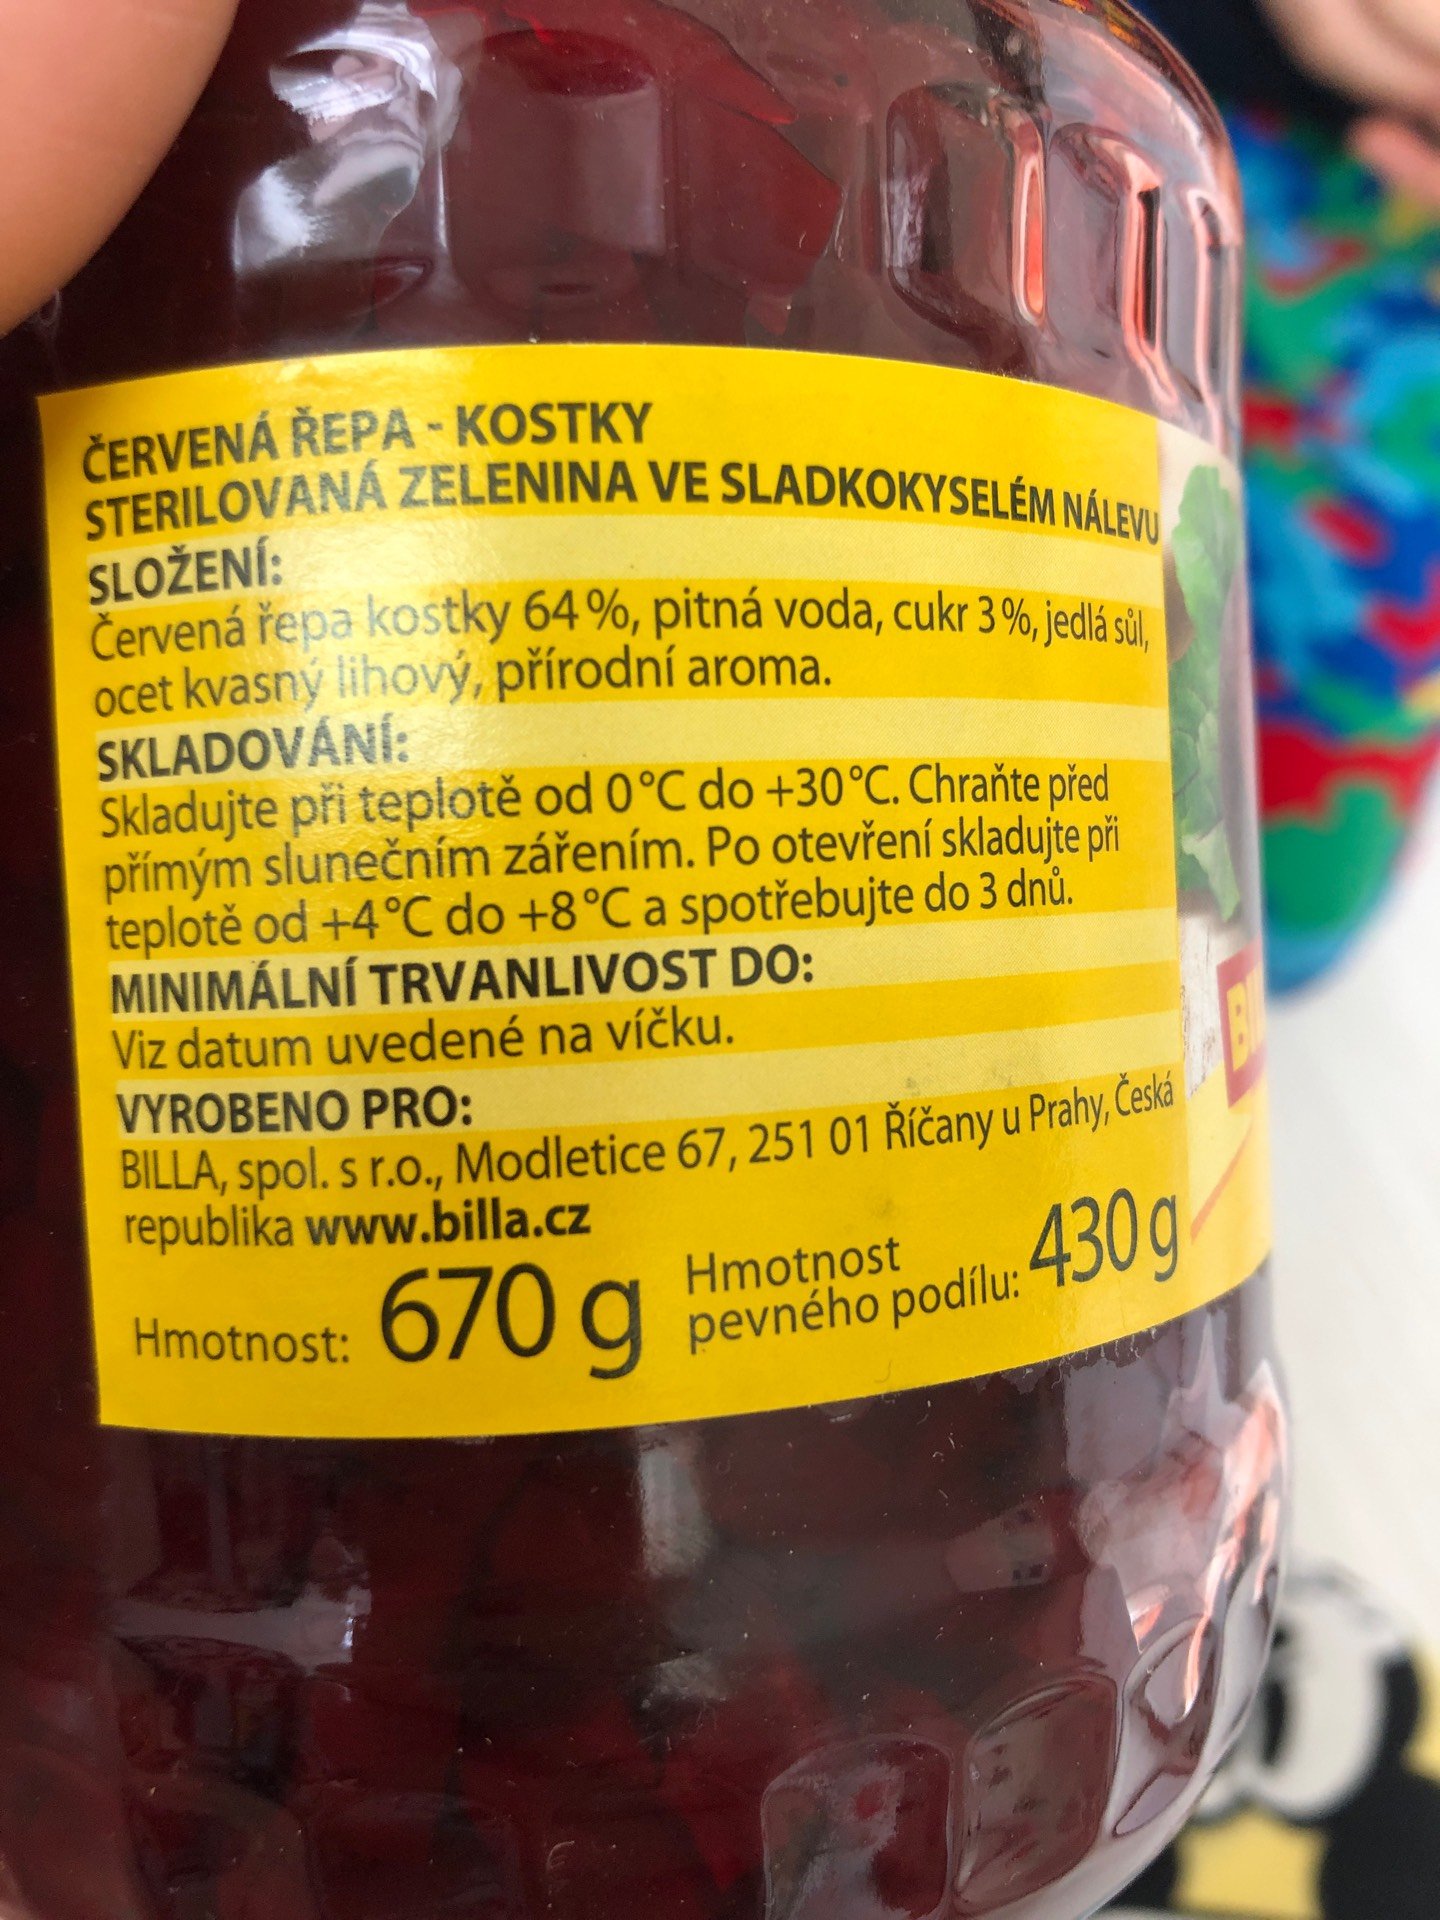 ČERVENÁ ŘEPA - KOSTKY
STERILOVANÁ ZELENINA VE SLADKOKYSELÉM NÁLEVU
SLOŽENÍ:
Červená řepa kostky 64 %, pitná voda, cukr 3 %, jedlá sůl,
ocet kvasný lihový, přírodní aroma.
SKLADOVÁNÍ:
Skladujte při teplotě od 0 °C do +30 °C. Chraňte před
přímým slunečním zářením. Po otevření skladujte při
teplotě od +4 °C do +8 °C a spotřebujte do 3 dnů.
MINIMÁLNÍ TRVANLIVOST DO:
Viz datum uvedené na víčku.
VYROBENO PRO:
BILLA, spol. s r.o., Modletice 67, 251 01 Říčany u Prahy, Česká
republika www.billa.cz
Hmotnost: 670 g Hmotnost
pevného podílu: 430 g